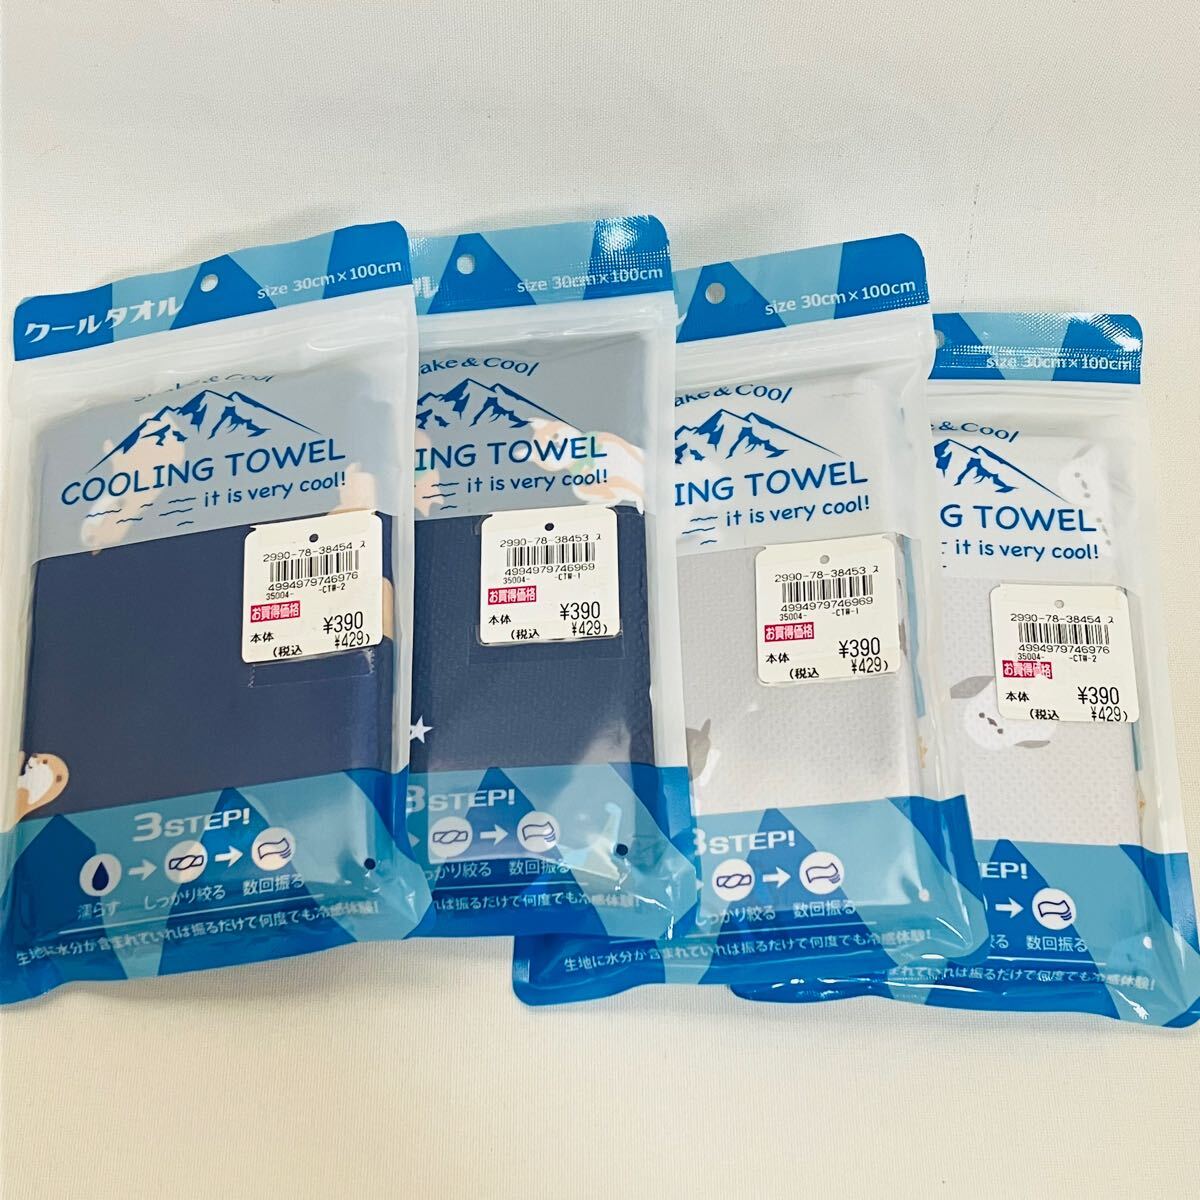 クールタオル
size 30cm×100cm
Shake & Cool
COOLING TOWEL
it is very cool!
2990-78-38454 ス
4994979746976
35004- -CTW-2
お買得価格
本体 ¥390
(税込 ¥429)
3STEP!
濡らす しっかり絞る 数回振る
生地に水分が含まれていれば振るだけで何度でも冷感体験!
ル
size 30cm×100cm
ake & Cool
ING TOWEL
it is very cool!
2990-78-38453 ス
4994979746969
35004- -CTW-1
お買得価格
本体 ¥390
(税込 ¥429)
3STEP!
っかり絞る 数回振る
まれていれば振るだけで何度でも冷感体験!
ル
size 30cm×100cm
ake & Cool
ING TOWEL
it is very cool!
2990-78-38453 ス
4994979746969
35004- -CTW-1
お買得価格
本体 ¥390
(税込 ¥429)
3STEP!
っかり絞る 数回振る
生地に水分が含まれていれば振るだけで何度でも冷感体験!
size 30cm×100cm
e & Cool
G TOWEL
it is very cool!
2990-78-38454 ス
4994979746976
35004- -CTW-2
お買得価格
本体 ¥390
(税込 ¥429)
TEP!
る 数回振る
まれていれば振るだけで何度でも冷感体験!